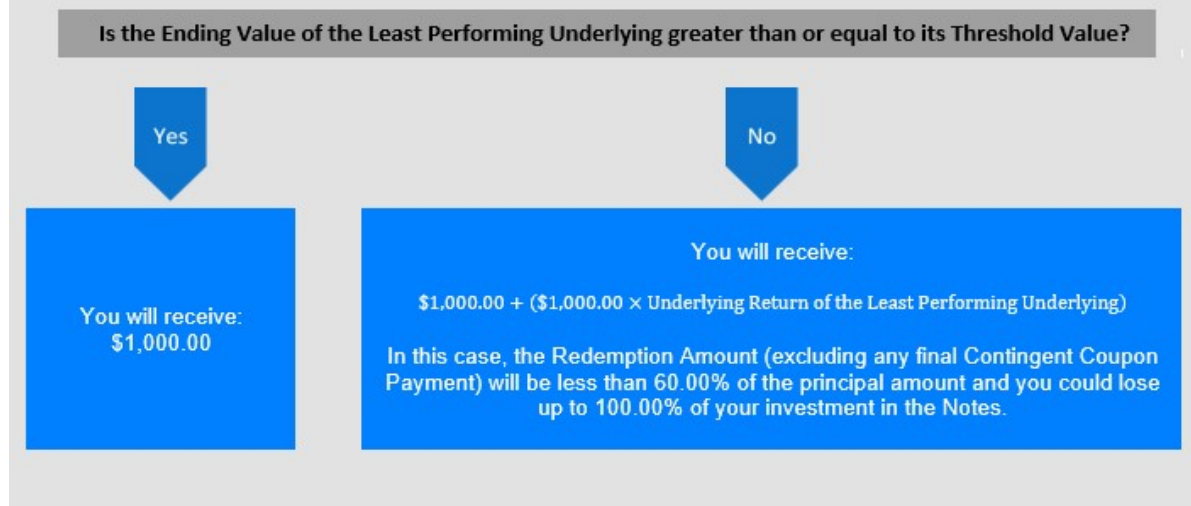 Is the Ending Value of the Least Performing Underlying greater than or equal to its Threshold Value?
Yes
No
You will receive:
$1,000.00
You will receive:
$1,000.00 + ($1,000.00 × Underlying Return of the Least Performing Underlying)
In this case, the Redemption Amount (excluding any final Contingent Coupon
Payment) will be less than 60.00% of the principal amount and you could lose
up to 100.00% of your investment in the Notes.